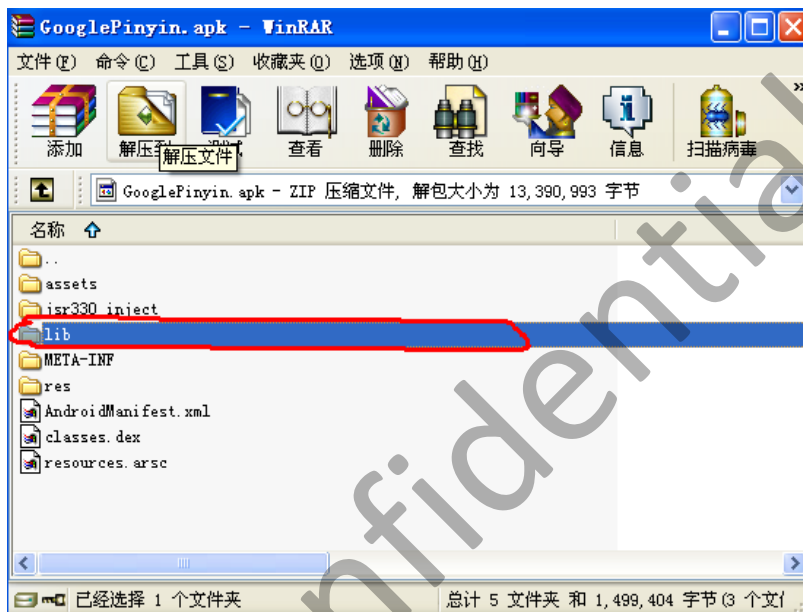 GooglePinyin.apk - WinRAR
文件(F) 命令(C) 工具(S) 收藏夹(O) 选项(N) 帮助(H)
添加 解压到 查看 删除 查找 向导 信息 扫描病毒
解压文件
GooglePinyin.apk - ZIP 压缩文件, 解包大小为 13,390,993 字节
名称
..
assets
jsr330_inject
lib
META-INF
res
AndroidManifest.xml
classes.dex
resources.arsc
已经选择 1 个文件夹 总计 5 文件夹 和 1,499,404 字节(3 个文
nfidential